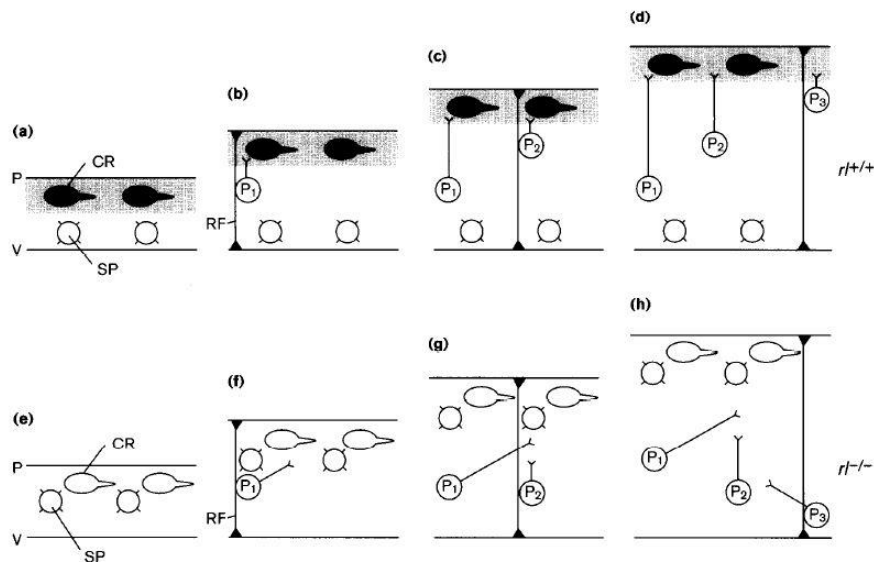 (a)
CR
P
V
SP
(b)
P1
RF
(c)
P1
P2
(d)
P1
P2
P3
rl+/+
(e)
CR
P
V
SP
(f)
P1
RF
(g)
P1
P2
(h)
P1
P2
P3
rl-/-